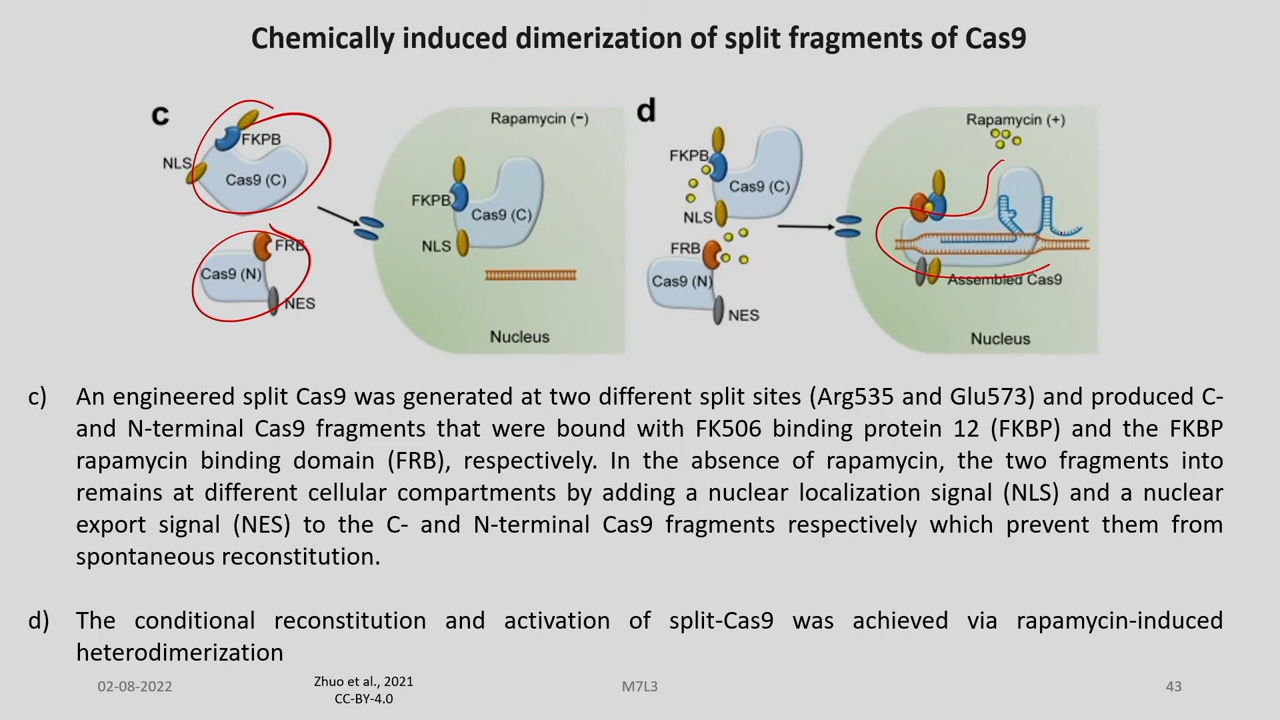 Chemically induced dimerization of split fragments of Cas9
c
FKPB
NLS
Cas9 (C)
FRB
Cas9 (N)
NES
Rapamycin (−)
FKPB
Cas9 (C)
NLS
Nucleus
d
FKPB
Cas9 (C)
NLS
FRB
Cas9 (N)
NES
Rapamycin (+)
Assembled Cas9
Nucleus
c) An engineered split Cas9 was generated at two different split sites (Arg535 and Glu573) and produced C-
and N-terminal Cas9 fragments that were bound with FK506 binding protein 12 (FKBP) and the FKBP
rapamycin binding domain (FRB), respectively. In the absence of rapamycin, the two fragments into
remains at different cellular compartments by adding a nuclear localization signal (NLS) and a nuclear
export signal (NES) to the C- and N-terminal Cas9 fragments respectively which prevent them from
spontaneous reconstitution.
d) The conditional reconstitution and activation of split-Cas9 was achieved via rapamycin-induced
heterodimerization
02-08-2022
Zhuo et al., 2021
CC-BY-4.0
M7L3
43